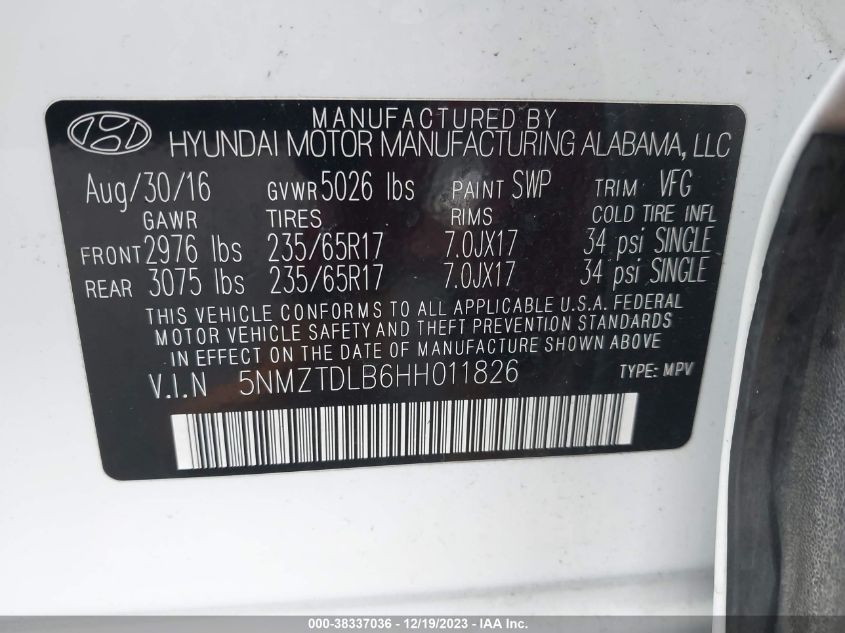 MANUFACTURED BY
HYUNDAI MOTOR MANUFACTURING ALABAMA, LLC
Aug/30/16 GVWR 5026 lbs PAINT SWP TRIM VFG
GAWR TIRES RIMS COLD TIRE INFL
FRONT 2976 lbs 235/65R17 7.0JX17 34 psi SINGLE
REAR 3075 lbs 235/65R17 7.0JX17 34 psi SINGLE
THIS VEHICLE CONFORMS TO ALL APPLICABLE U.S.A. FEDERAL
MOTOR VEHICLE SAFETY AND THEFT PREVENTION STANDARDS
IN EFFECT ON THE DATE OF MANUFACTURE SHOWN ABOVE
V.I.N 5NMZTDLB6HH011826 TYPE: MPV
000-38337036 - 12/19/2023 - IAA Inc.